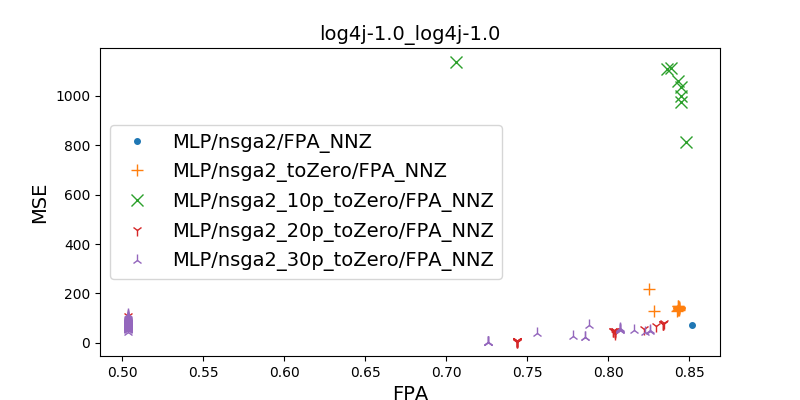 log4j-1.0_log4j-1.0
1000
800
600
400
200
0
MSE
MLP/nsga2/FPA_NNZ
MLP/nsga2_toZero/FPA_NNZ
MLP/nsga2_10p_toZero/FPA_NNZ
MLP/nsga2_20p_toZero/FPA_NNZ
MLP/nsga2_30p_toZero/FPA_NNZ
0.50 0.55 0.60 0.65 0.70 0.75 0.80 0.85
FPA